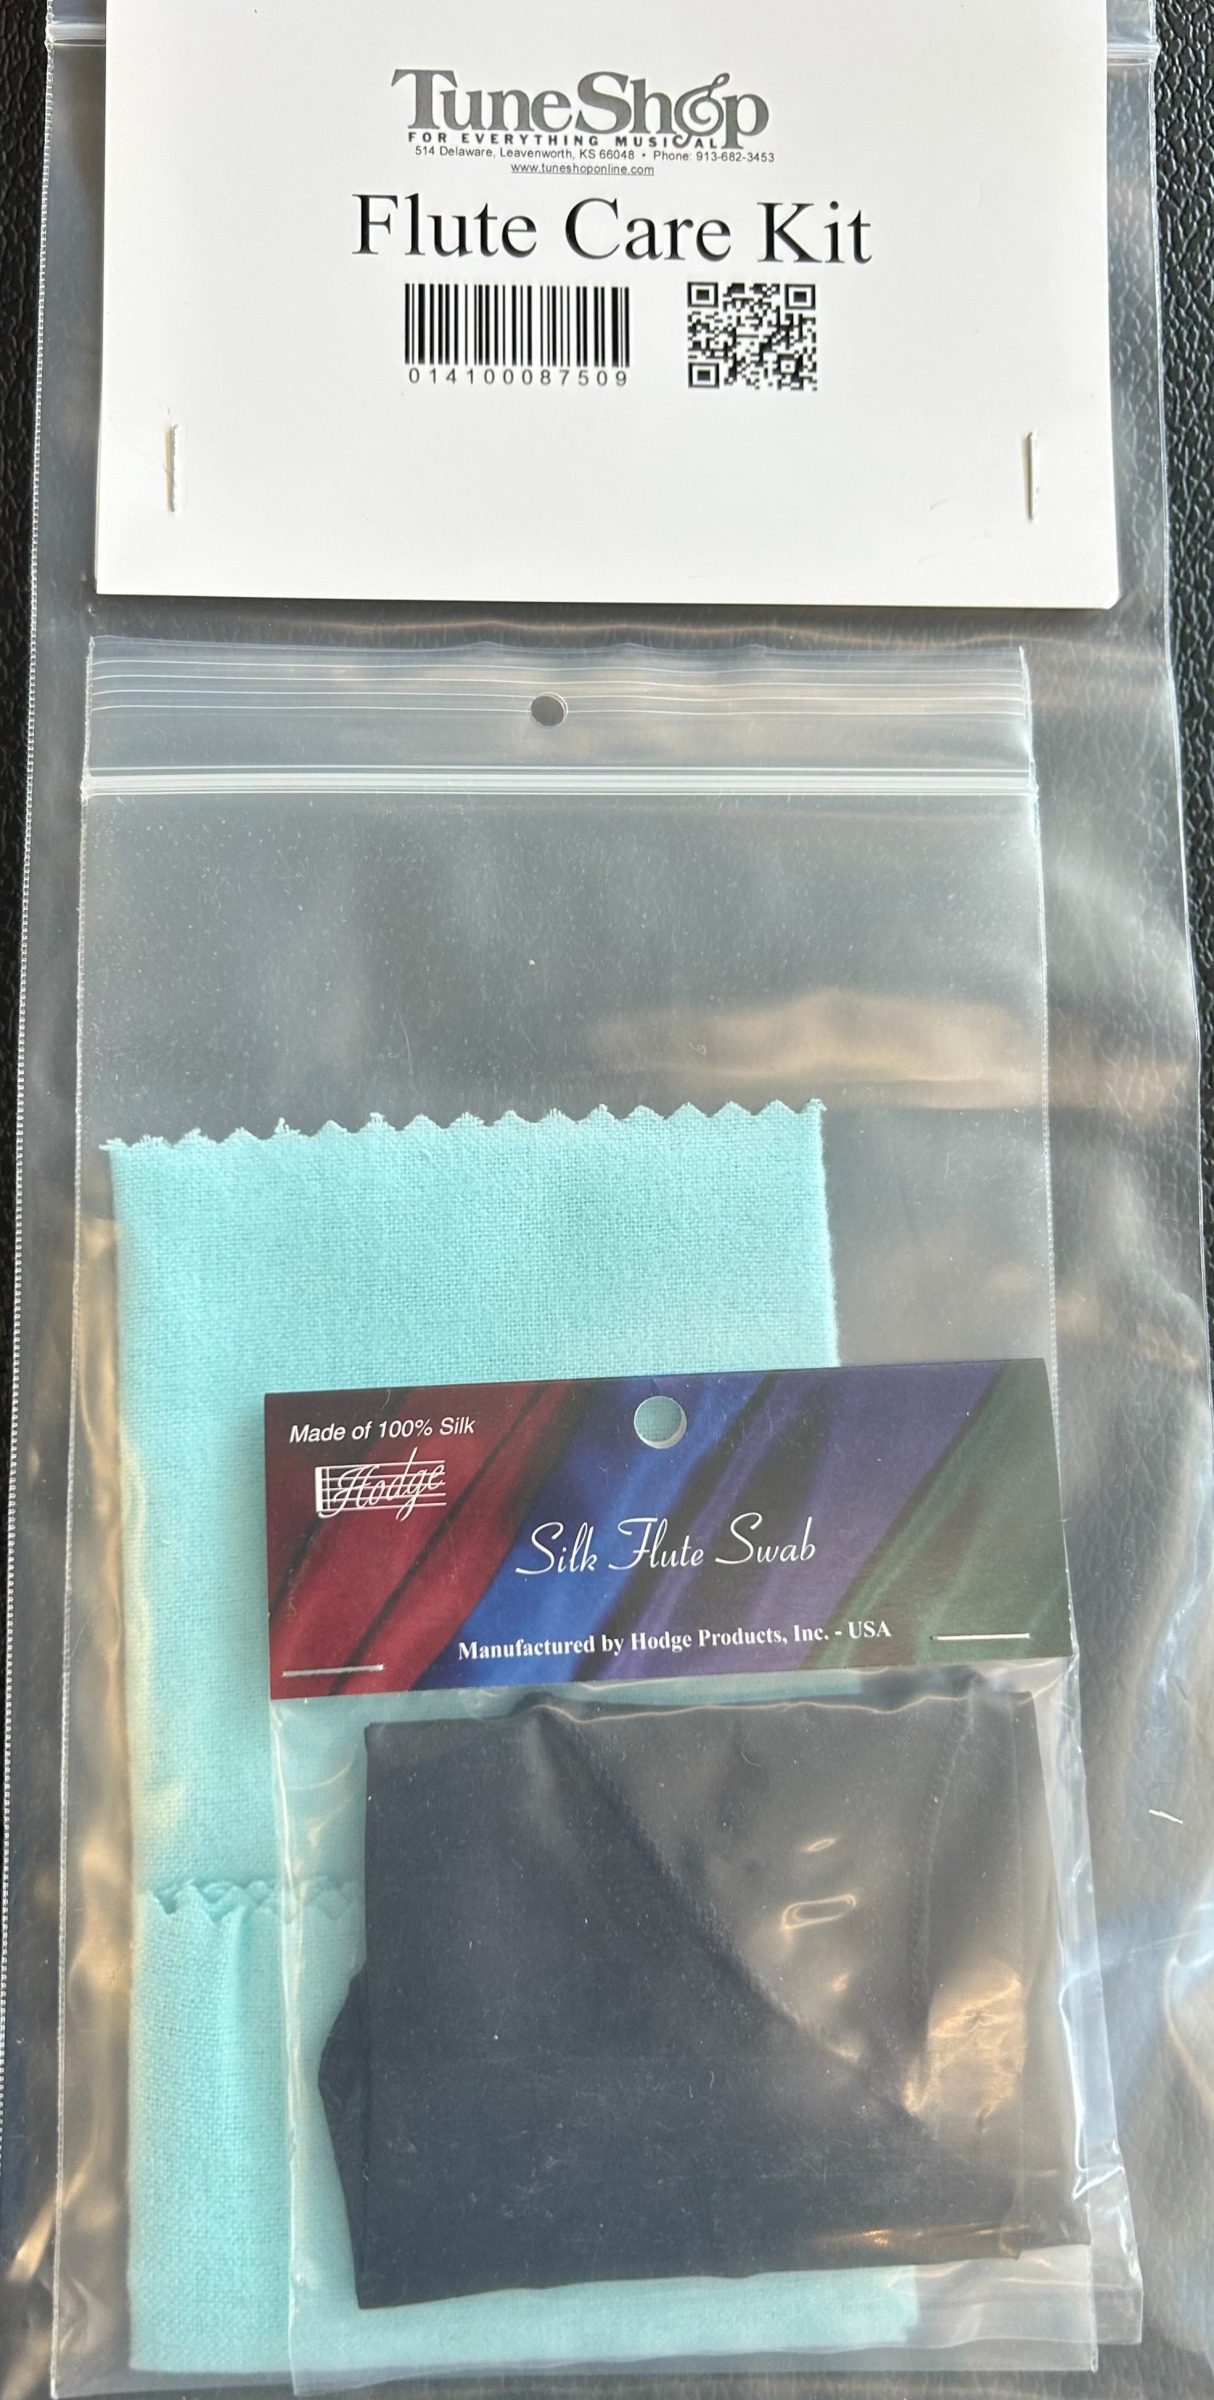 TuneShop
FOR EVERYTHING MUSICAL
514 Delaware, Leavenworth, KS 66048 • Phone: 913-682-3453
www.tuneshoponline.com
Flute Care Kit
014100087509
Made of 100% Silk
Hodge
Silk Flute Swab
Manufactured by Hodge Products, Inc. - USA